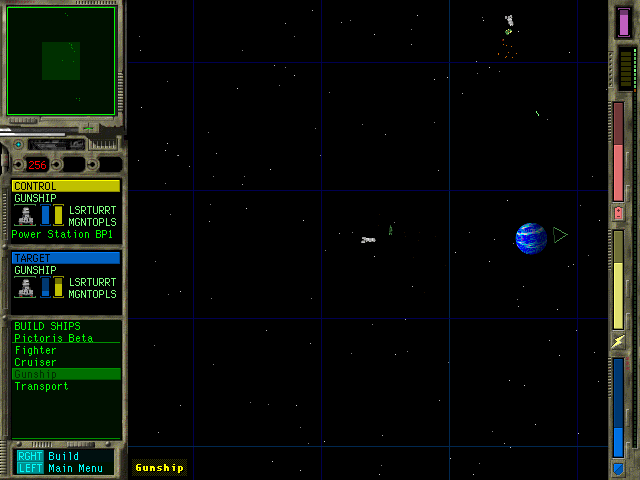 256
CONTROL
GUNSHIP
LSRTURRT
MGNTOPLS
Power Station BP1
TARGET
GUNSHIP
LSRTURRT
MGNTOPLS
BUILD SHIPS
Pictoris Beta
Fighter
Cruiser
Gunship
Transport
RGHT Build
LEFT Main Menu
Gunship